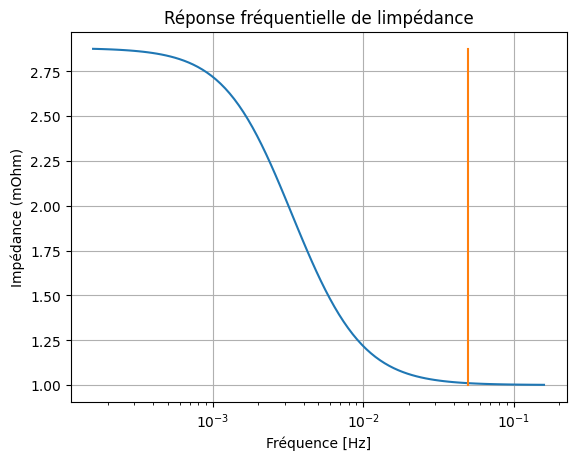 Réponse fréquentielle de limpédance
Impédance (mOhm)
2.75
2.50
2.25
2.00
1.75
1.50
1.25
1.00
10⁻³ 10⁻² 10⁻¹
Fréquence [Hz]